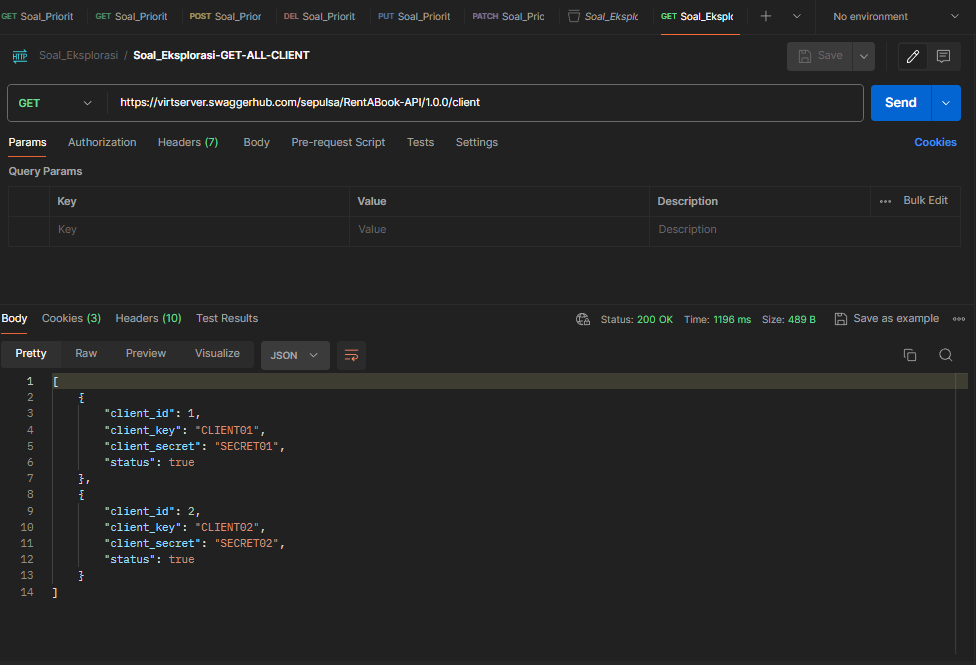 GET Soal_Priorit GET Soal_Priorit POST Soal_Prior DEL Soal_Priorit PUT Soal_Priorit PATCH Soal_Pric Soal_Eksplc GET Soal_Eksplc No environment
HTTP Soal_Eksplorasi / Soal_Eksplorasi-GET-ALL-CLIENT Save
GET https://virtserver.swaggerhub.com/sepulsa/RentABook-API/1.0.0/client Send
Params Authorization Headers (7) Body Pre-request Script Tests Settings Cookies
Query Params
Key Value Description Bulk Edit
Key Value Description
Body Cookies (3) Headers (10) Test Results Status: 200 OK Time: 1196 ms Size: 489 B Save as example
Pretty Raw Preview Visualize JSON
1 [
2 {
3 "client_id": 1,
4 "client_key": "CLIENT01",
5 "client_secret": "SECRET01",
6 "status": true
7 },
8 {
9 "client_id": 2,
10 "client_key": "CLIENT02",
11 "client_secret": "SECRET02",
12 "status": true
13 }
14 ]